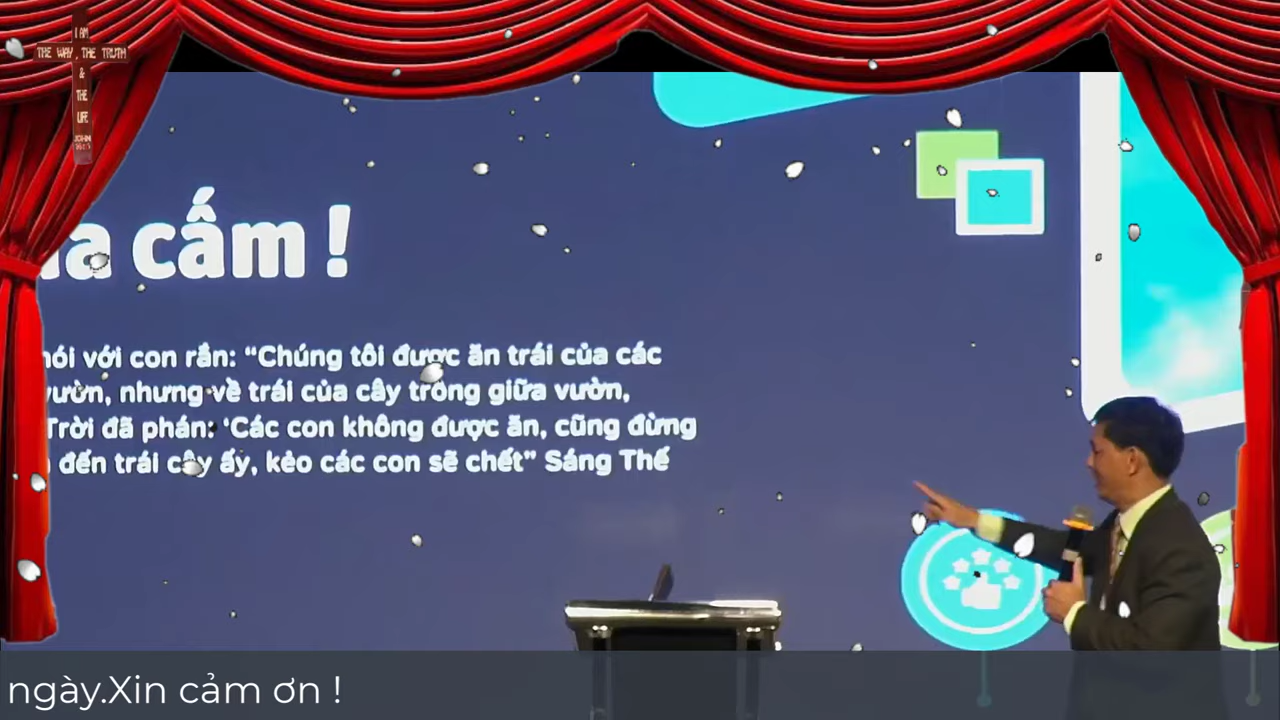 I AM
THE WAY, THE TRUTH
&
THE
LIFE
JOHN
cấm !
nói với con rắn: “Chúng tôi được ăn trái của các
vườn, nhưng về trái của cây trồng giữa vườn,
Trời đã phán: ‘Các con không được ăn, cũng đừng
đến trái cây ấy, kẻo các con sẽ chết” Sáng Thế
ngày.Xin cảm ơn !